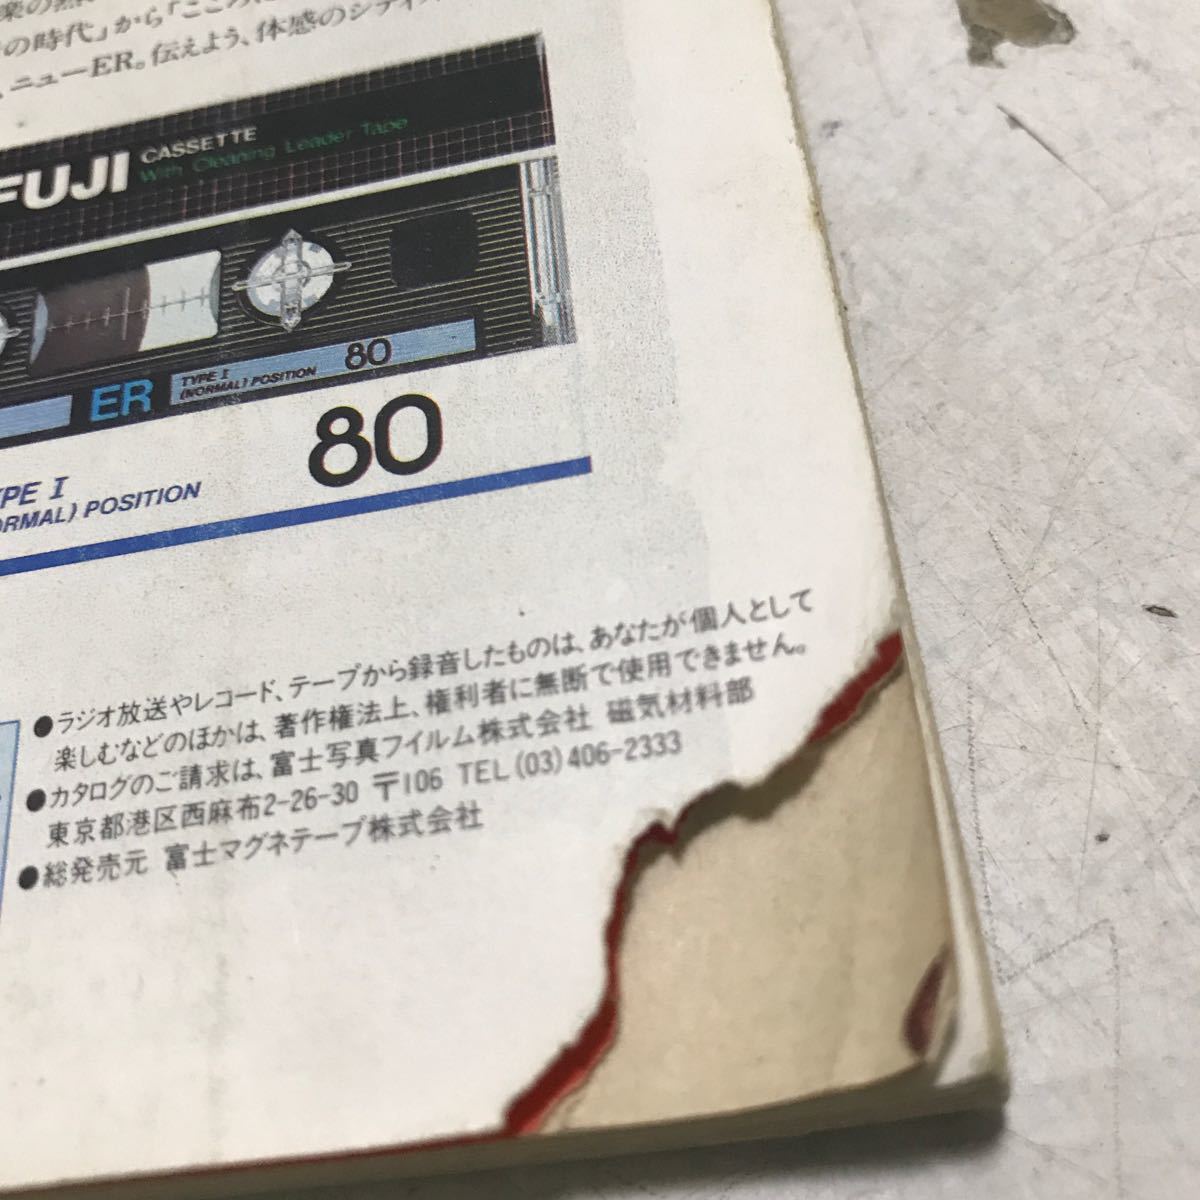 の時代」から「こころに
ニューER。伝えよう、体感のシティ
FUJI CASSETTE
With Cleaning Leader Tape
ER TYPE I
(NORMAL) POSITION 80
80
YPE I
ORMAL) POSITION
●ラジオ放送やレコード、テープから録音したものは、あなたが個人として
楽しむなどのほかは、著作権法上、権利者に無断で使用できません。
●カタログのご請求は、富士写真フイルム株式会社 磁気材料部
東京都港区西麻布2-26-30 〒106 TEL(03)406-2333
●総発売元 富士マグネテープ株式会社